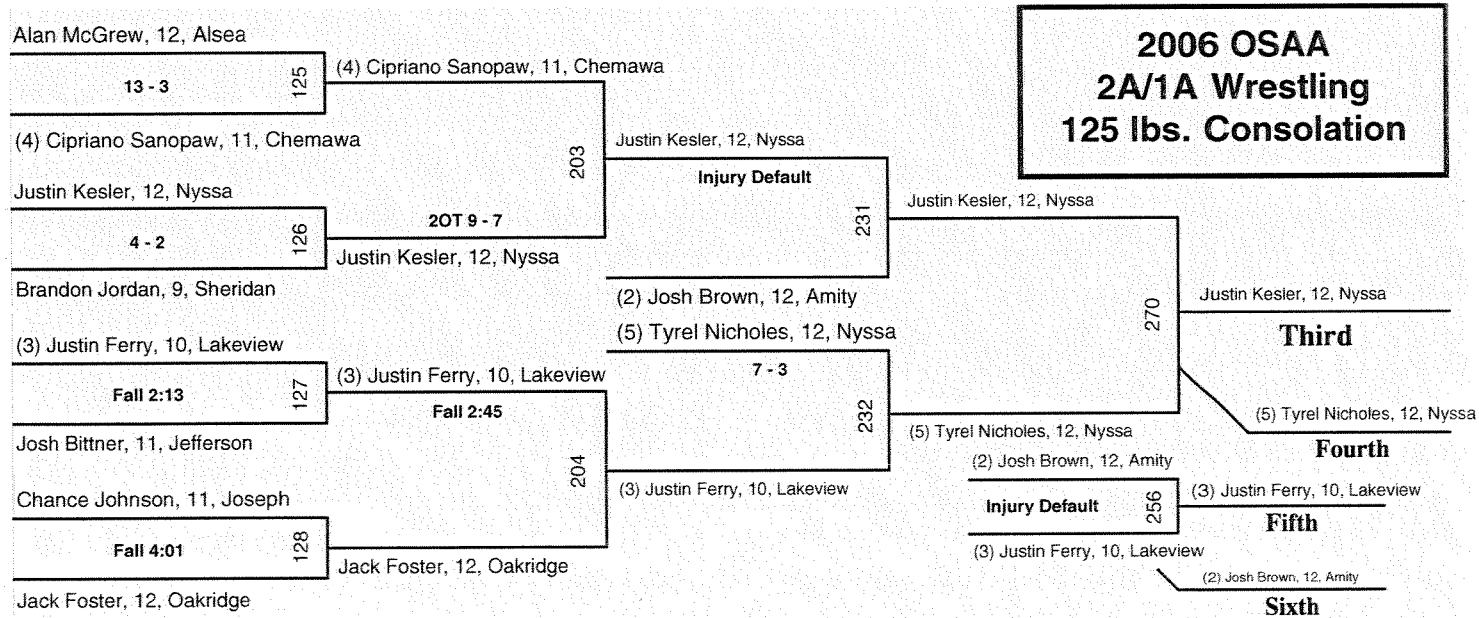 2006 OSAA
2A/1A Wrestling
125 lbs. Consolation
Alan McGrew, 12, Alsea
13 - 3
125
(4) Cipriano Sanopaw, 11, Chemawa
(4) Cipriano Sanopaw, 11, Chemawa
Justin Kesler, 12, Nyssa
4 - 2
126
Brandon Jordan, 9, Sheridan
2OT 9 - 7
203
Justin Kesler, 12, Nyssa
(3) Justin Ferry, 10, Lakeview
Fall 2:13
127
Josh Bittner, 11, Jefferson
(3) Justin Ferry, 10, Lakeview
Fall 2:45
204
Chance Johnson, 11, Joseph
Fall 4:01
128
Jack Foster, 12, Oakridge
Jack Foster, 12, Oakridge
Justin Kesler, 12, Nyssa
Injury Default
231
(2) Josh Brown, 12, Amity
(5) Tyrel Nicholes, 12, Nyssa
7 - 3
232
(3) Justin Ferry, 10, Lakeview
Justin Kesler, 12, Nyssa
270
(5) Tyrel Nicholes, 12, Nyssa
Justin Kesler, 12, Nyssa
Third
(5) Tyrel Nicholes, 12, Nyssa
Fourth
(2) Josh Brown, 12, Amity
Injury Default
256
(3) Justin Ferry, 10, Lakeview
(3) Justin Ferry, 10, Lakeview
Fifth
(2) Josh Brown, 12, Amity
Sixth